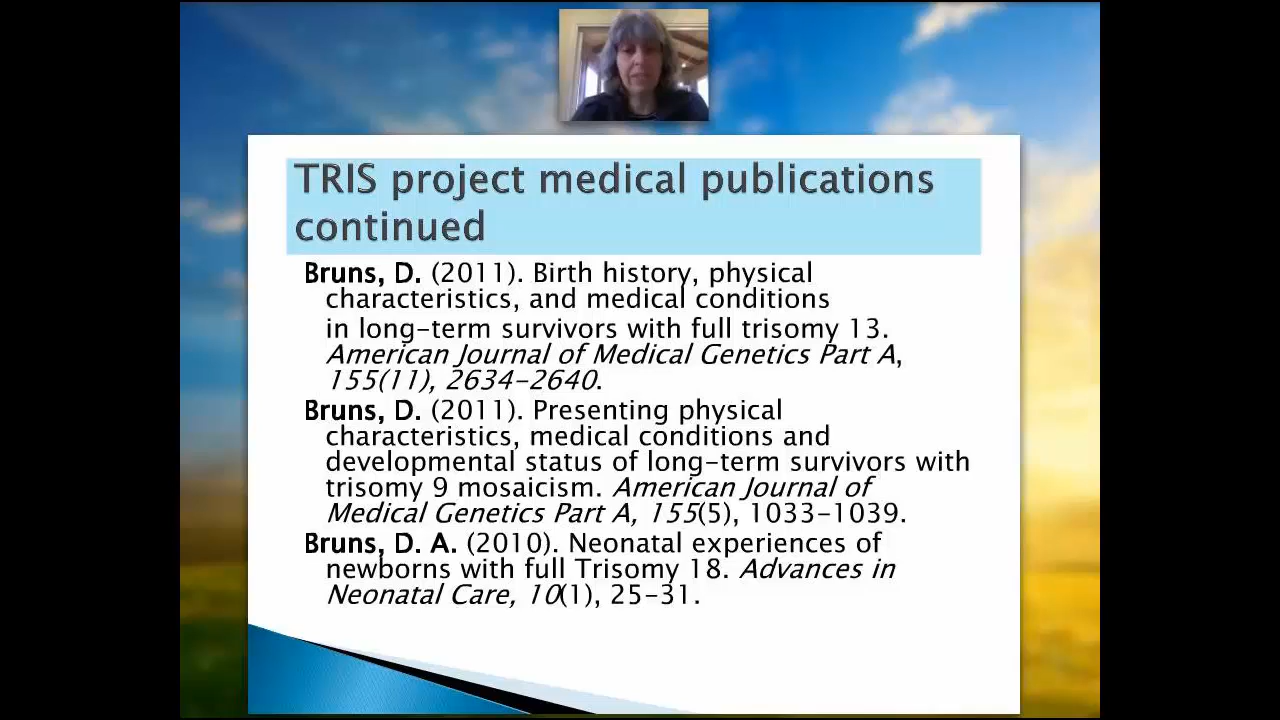 TRIS project medical publications
continued
Bruns, D. (2011). Birth history, physical
characteristics, and medical conditions
in long-term survivors with full trisomy 13.
American Journal of Medical Genetics Part A,
155(11), 2634-2640.
Bruns, D. (2011). Presenting physical
characteristics, medical conditions and
developmental status of long-term survivors with
trisomy 9 mosaicism. American Journal of
Medical Genetics Part A, 155(5), 1033-1039.
Bruns, D. A. (2010). Neonatal experiences of
newborns with full Trisomy 18. Advances in
Neonatal Care, 10(1), 25-31.